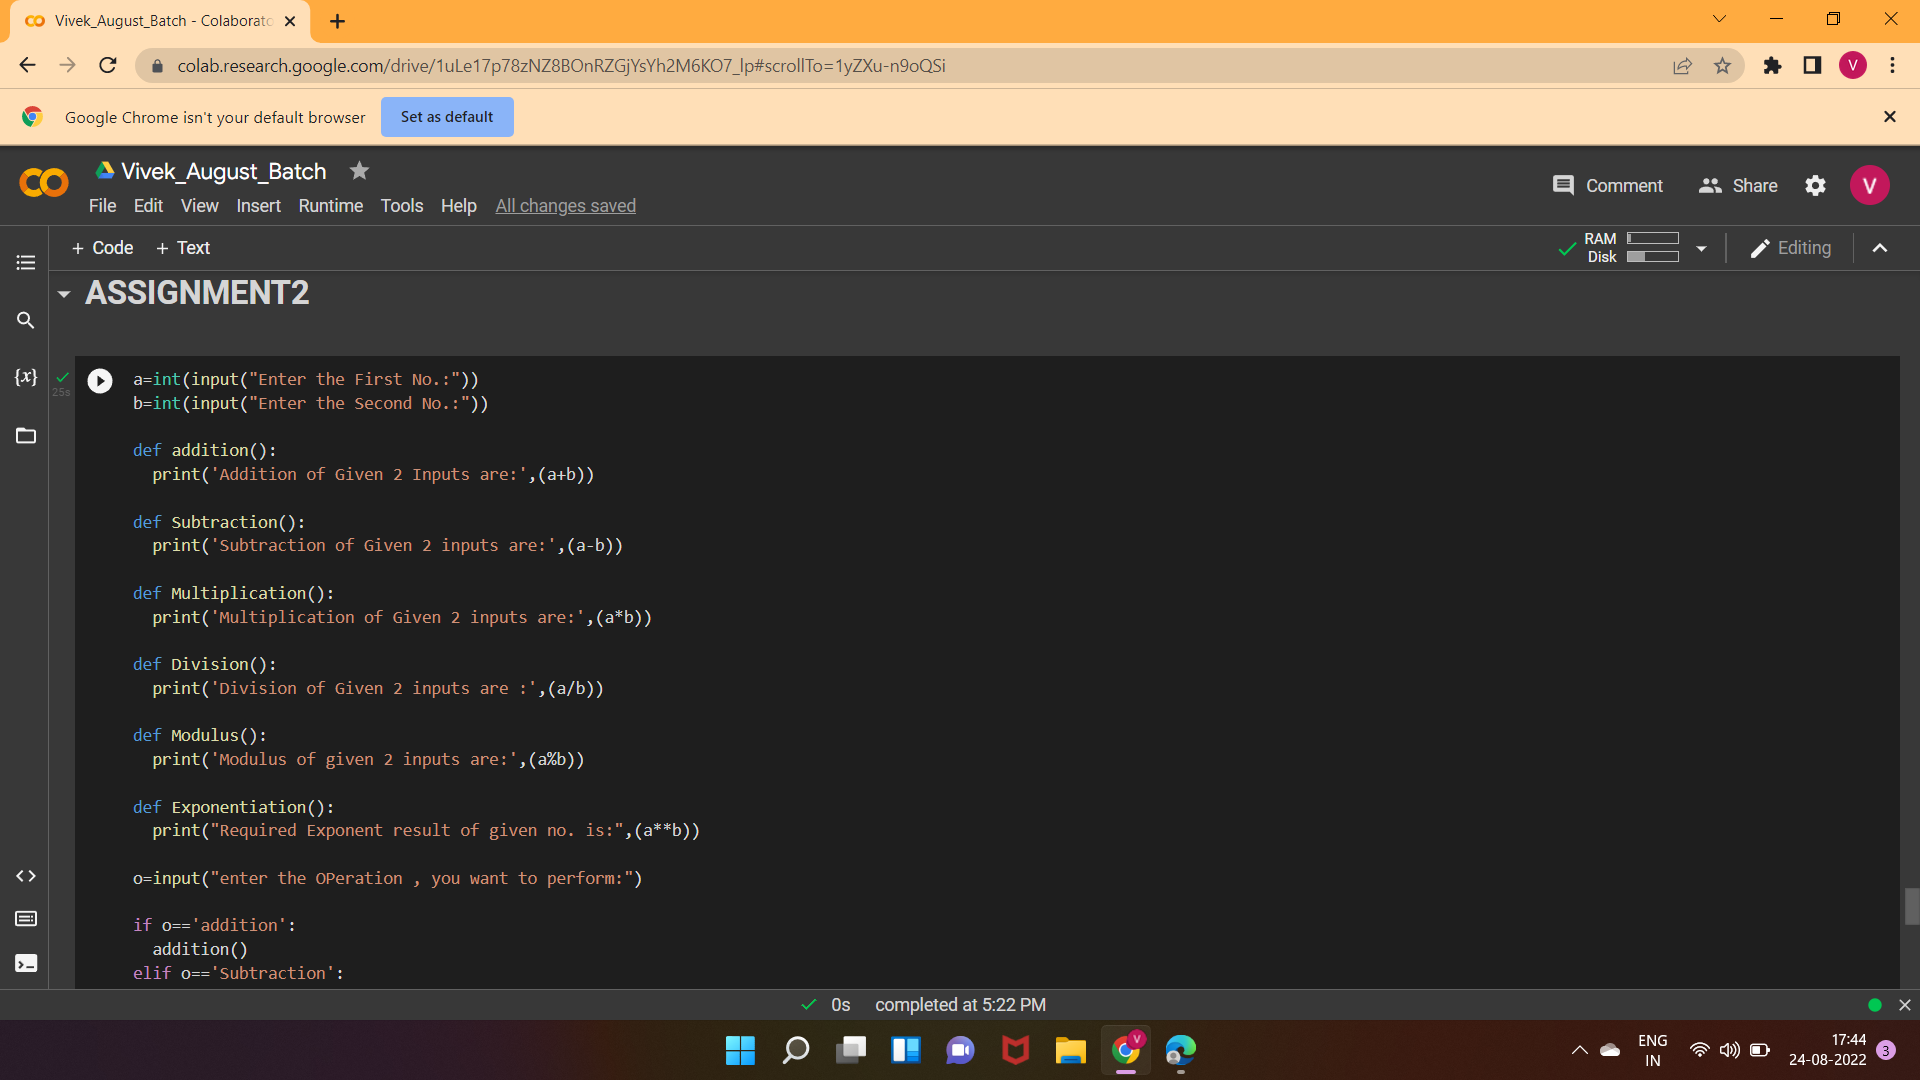 Vivek_August_Batch - Colaborato
colab.research.google.com/drive/1uLe17p78zNZ8BOnRZGjYsYh2M6KO7_lp#scrollTo=1yZXu-n9oQSi
V
Google Chrome isn't your default browser
Set as default
Vivek_August_Batch
File Edit View Insert Runtime Tools Help All changes saved
Comment
Share
V
+ Code + Text
RAM
Disk
Editing
ASSIGNMENT2
{x}
25s
a=int(input("Enter the First No.:"))
b=int(input("Enter the Second No.:"))
def addition():
  print('Addition of Given 2 Inputs are:',(a+b))
def Subtraction():
  print('Subtraction of Given 2 inputs are:',(a-b))
def Multiplication():
  print('Multiplication of Given 2 inputs are:',(a*b))
def Division():
  print('Division of Given 2 inputs are :',(a/b))
def Modulus():
  print('Modulus of given 2 inputs are:',(a%b))
def Exponentiation():
  print("Required Exponent result of given no. is:",(a**b))
o=input("enter the OPeration , you want to perform:")
if o=='addition':
  addition()
elif o=='Subtraction':
0s completed at 5:22 PM
V
ENG
IN
17:44
24-08-2022
3